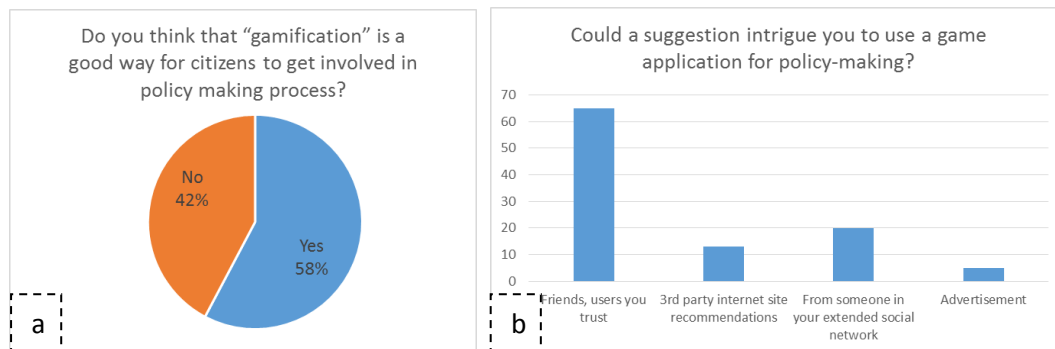 Do you think that “gamification” is a
good way for citizens to get involved in
policy making process?
No
42%
Yes
58%
a
Could a suggestion intrigue you to use a game
application for policy-making?
70
60
50
40
30
20
10
0
Friends, users you
trust
3rd party internet site
recommendations
From someone in
your extended social
network
Advertisement
b